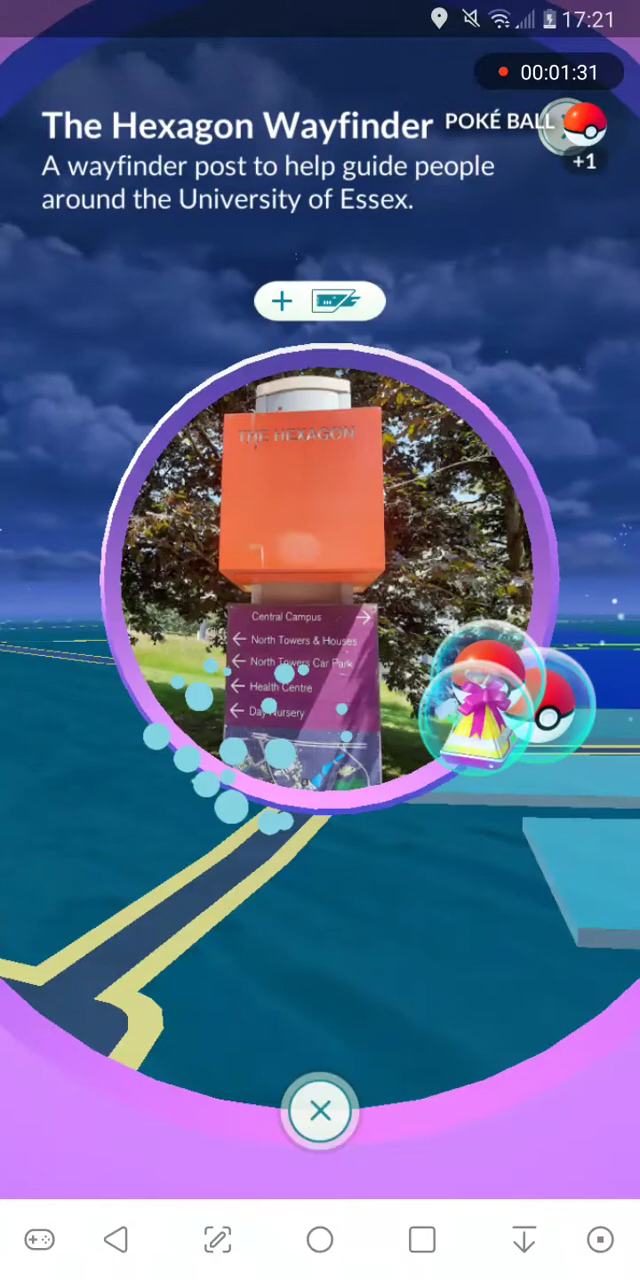 17:21
00:01:31
The Hexagon Wayfinder
POKÉ BALL
+1
A wayfinder post to help guide people
around the University of Essex.
THE HEXAGON
Central Campus →
← North Towers & Houses
← North Towers Car Park
← Health Centre
← Day Nursery